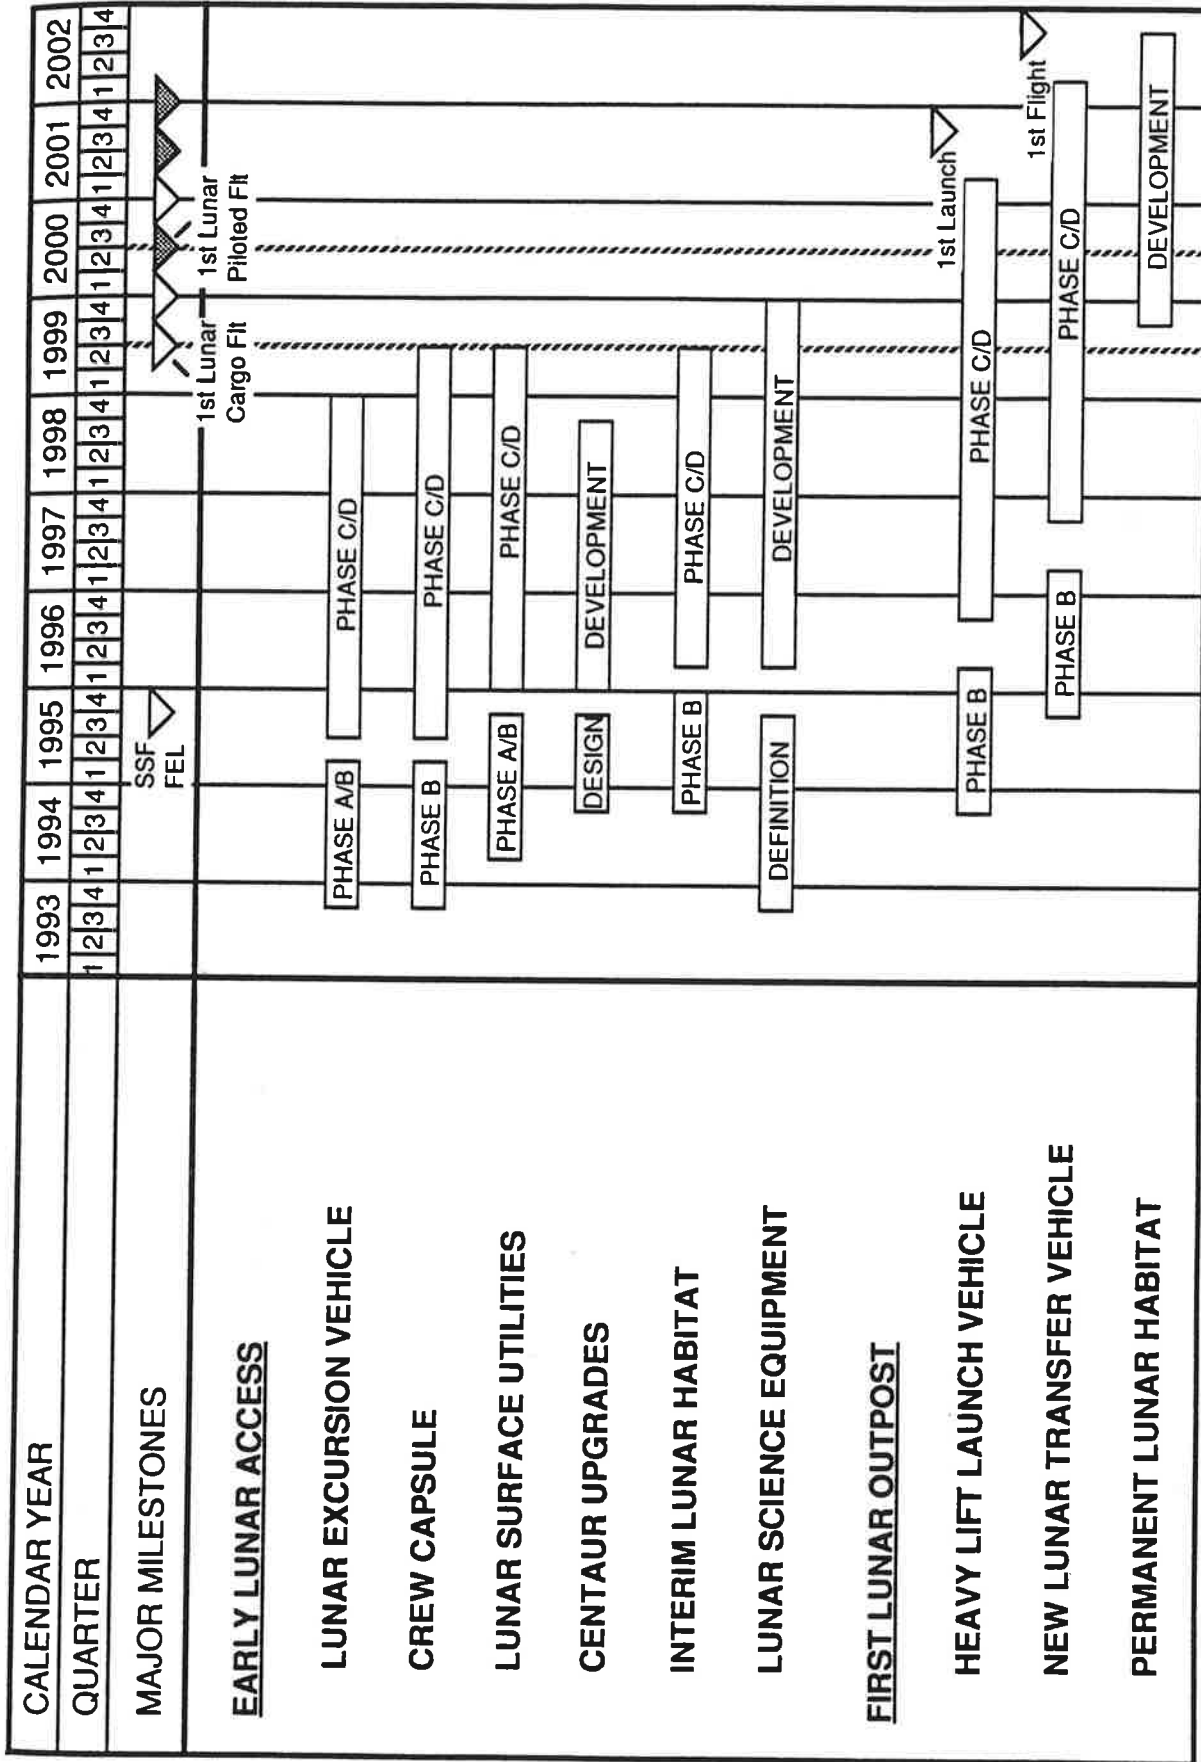 CALENDAR YEAR 1993 1994 1995 1996 1997 1998 1999 2000 2001 2002
QUARTER 1 2 3 4 1 2 3 4 1 2 3 4 1 2 3 4 1 2 3 4 1 2 3 4 1 2 3 4 1 2 3 4 1 2 3 4 1 2 3 4
MAJOR MILESTONES
SSF
FEL
1st Lunar
Cargo Flt
1st Lunar
Piloted Flt
EARLY LUNAR ACCESS
LUNAR EXCURSION VEHICLE PHASE A/B PHASE C/D
CREW CAPSULE PHASE B PHASE C/D
LUNAR SURFACE UTILITIES PHASE A/B PHASE C/D
CENTAUR UPGRADES DESIGN DEVELOPMENT
INTERIM LUNAR HABITAT PHASE B PHASE C/D
LUNAR SCIENCE EQUIPMENT DEFINITION DEVELOPMENT
FIRST LUNAR OUTPOST
1st Launch
HEAVY LIFT LAUNCH VEHICLE PHASE B PHASE C/D
1st Flight
NEW LUNAR TRANSFER VEHICLE PHASE B PHASE C/D
PERMANENT LUNAR HABITAT DEVELOPMENT